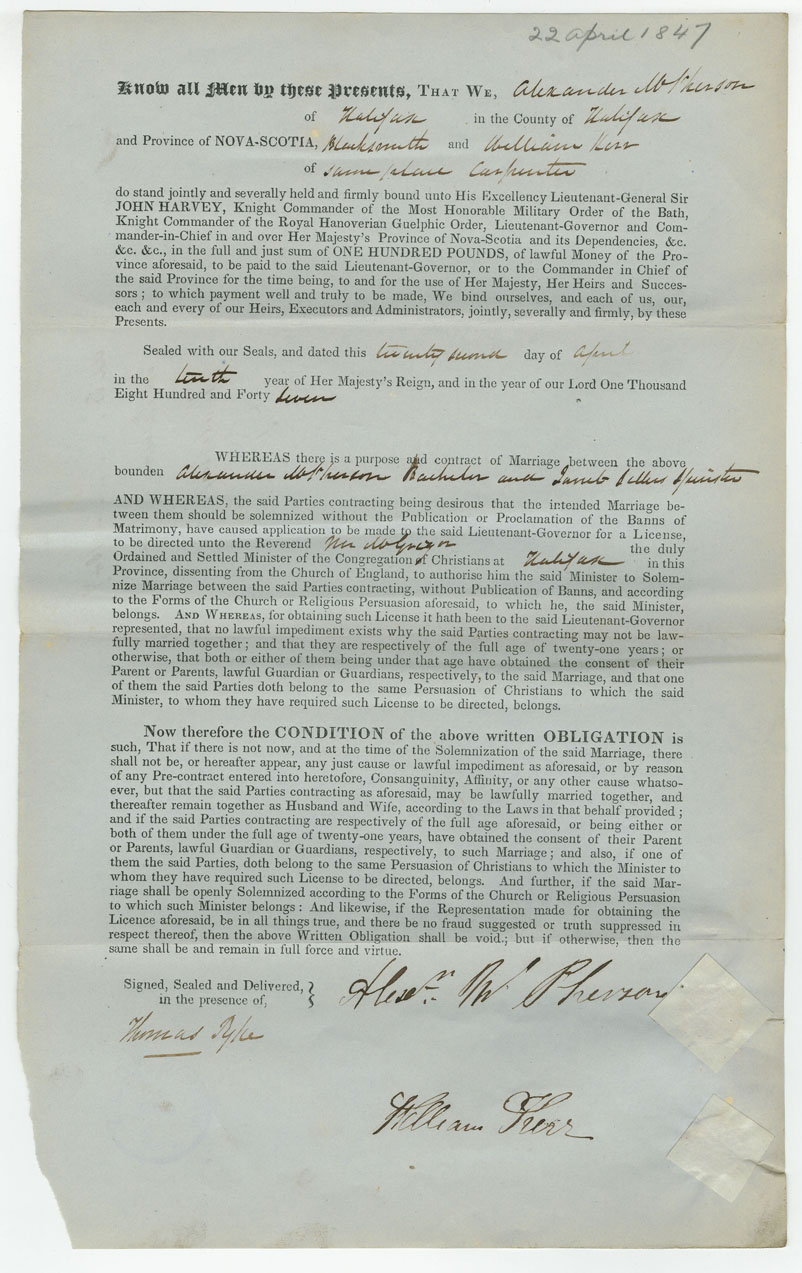 22 April 1847
Know all Men by these Presents, THAT WE, Alexander McPherson
of Halifax in the County of Halifax
and Province of NOVA-SCOTIA, Blacksmith and William Kerr
of same place Carpenter
do stand jointly and severally held and firmly bound unto His Excellency Lieutenant-General Sir
JOHN HARVEY, Knight Commander of the Most Honorable Military Order of the Bath,
Knight Commander of the Royal Hanoverian Guelphic Order, Lieutenant-Governor and Com-
mander-in-Chief in and over Her Majesty's Province of Nova-Scotia and its Dependencies, &c.
&c. &c., in the full and just sum of ONE HUNDRED POUNDS, of lawful Money of the Pro-
vince aforesaid, to be paid to the said Lieutenant-Governor, or to the Commander in Chief of
the said Province for the time being, to and for the use of Her Majesty, Her Heirs and Succes-
sors; to which payment well and truly to be made, We bind ourselves, and each of us, our,
each and every of our Heirs, Executors and Administrators, jointly, severally and firmly, by these
Presents.
Sealed with our Seals, and dated this twenty second day of April
in the tenth year of Her Majesty's Reign, and in the year of our Lord One Thousand
Eight Hundred and Forty Seven
WHEREAS there is a purpose and contract of Marriage between the above
bounden Alexander McPherson Bachelor and Spinster
AND WHEREAS, the said Parties contracting being desirous that the intended Marriage be-
tween them should be solemnized without the Publication or Proclamation of the Banns of
Matrimony, have caused application to be made to the said Lieutenant-Governor for a License,
to be directed unto the Reverend Mr McGregor the duly
Ordained and Settled Minister of the Congregation of Christians at Halifax in this
Province, dissenting from the Church of England, to authorise him the said Minister to Solem-
nize Marriage between the said Parties contracting, without Publication of Banns, and according
to the Forms of the Church or Religious Persuasion aforesaid, to which he, the said Minister,
belongs. AND WHEREAS, for obtaining such License it hath been to the said Lieutenant-Governor
represented, that no lawful impediment exists why the said Parties contracting may not be law-
fully married together; and that they are respectively of the full age of twenty-one years; or
otherwise, that both or either of them being under that age have obtained the consent of their
Parent or Parents, lawful Guardian or Guardians, respectively, to the said Marriage, and that one
of them the said Parties doth belong to the same Persuasion of Christians to which the said
Minister, to whom they have required such License to be directed, belongs.
Now therefore the CONDITION of the above written OBLIGATION is
such, That if there is not now, and at the time of the Solemnization of the said Marriage, there
shall not be, or hereafter appear, any just cause or lawful impediment as aforesaid, or by reason
of any Pre-contract entered into heretofore, Consanguinity, Affinity, or any other cause whatso-
ever, but that the said Parties contracting as aforesaid, may be lawfully married together, and
thereafter remain together as Husband and Wife, according to the Laws in that behalf provided;
and if the said Parties contracting are respectively of the full age aforesaid, or being either or
both of them under the full age of twenty-one years, have obtained the consent of their Parent
or Parents, lawful Guardian or Guardians, respectively, to such Marriage; and also, if one of
them the said Parties, doth belong to the same Persuasion of Christians to which the Minister to
whom they have required such License to be directed, belongs. And further, if the said Mar-
riage shall be openly Solemnized according to the Forms of the Church or Religious Persuasion
to which such Minister belongs: And likewise, if the Representation made for obtaining the
Licence aforesaid, be in all things true, and there be no fraud suggested or truth suppressed in
respect thereof, then the above Written Obligation shall be void.; but if otherwise, then the
same shall be and remain in full force and virtue.
Signed, Sealed and Delivered, Alexr. McPherson
in the presence of,
Thomas Pyke
William Kerr